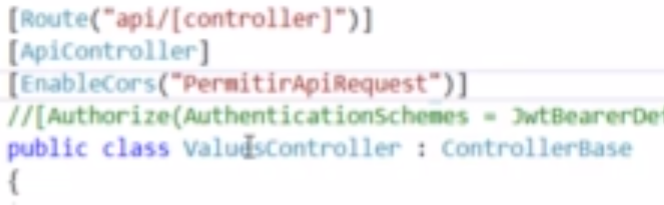 [Route("api/[controller]")]
[ApiController]
[EnableCors("PermitirApiRequest")]
//[Authorize(AuthenticationSchemes = JwtBearerDef
public class ValuesController : ControllerBase
{